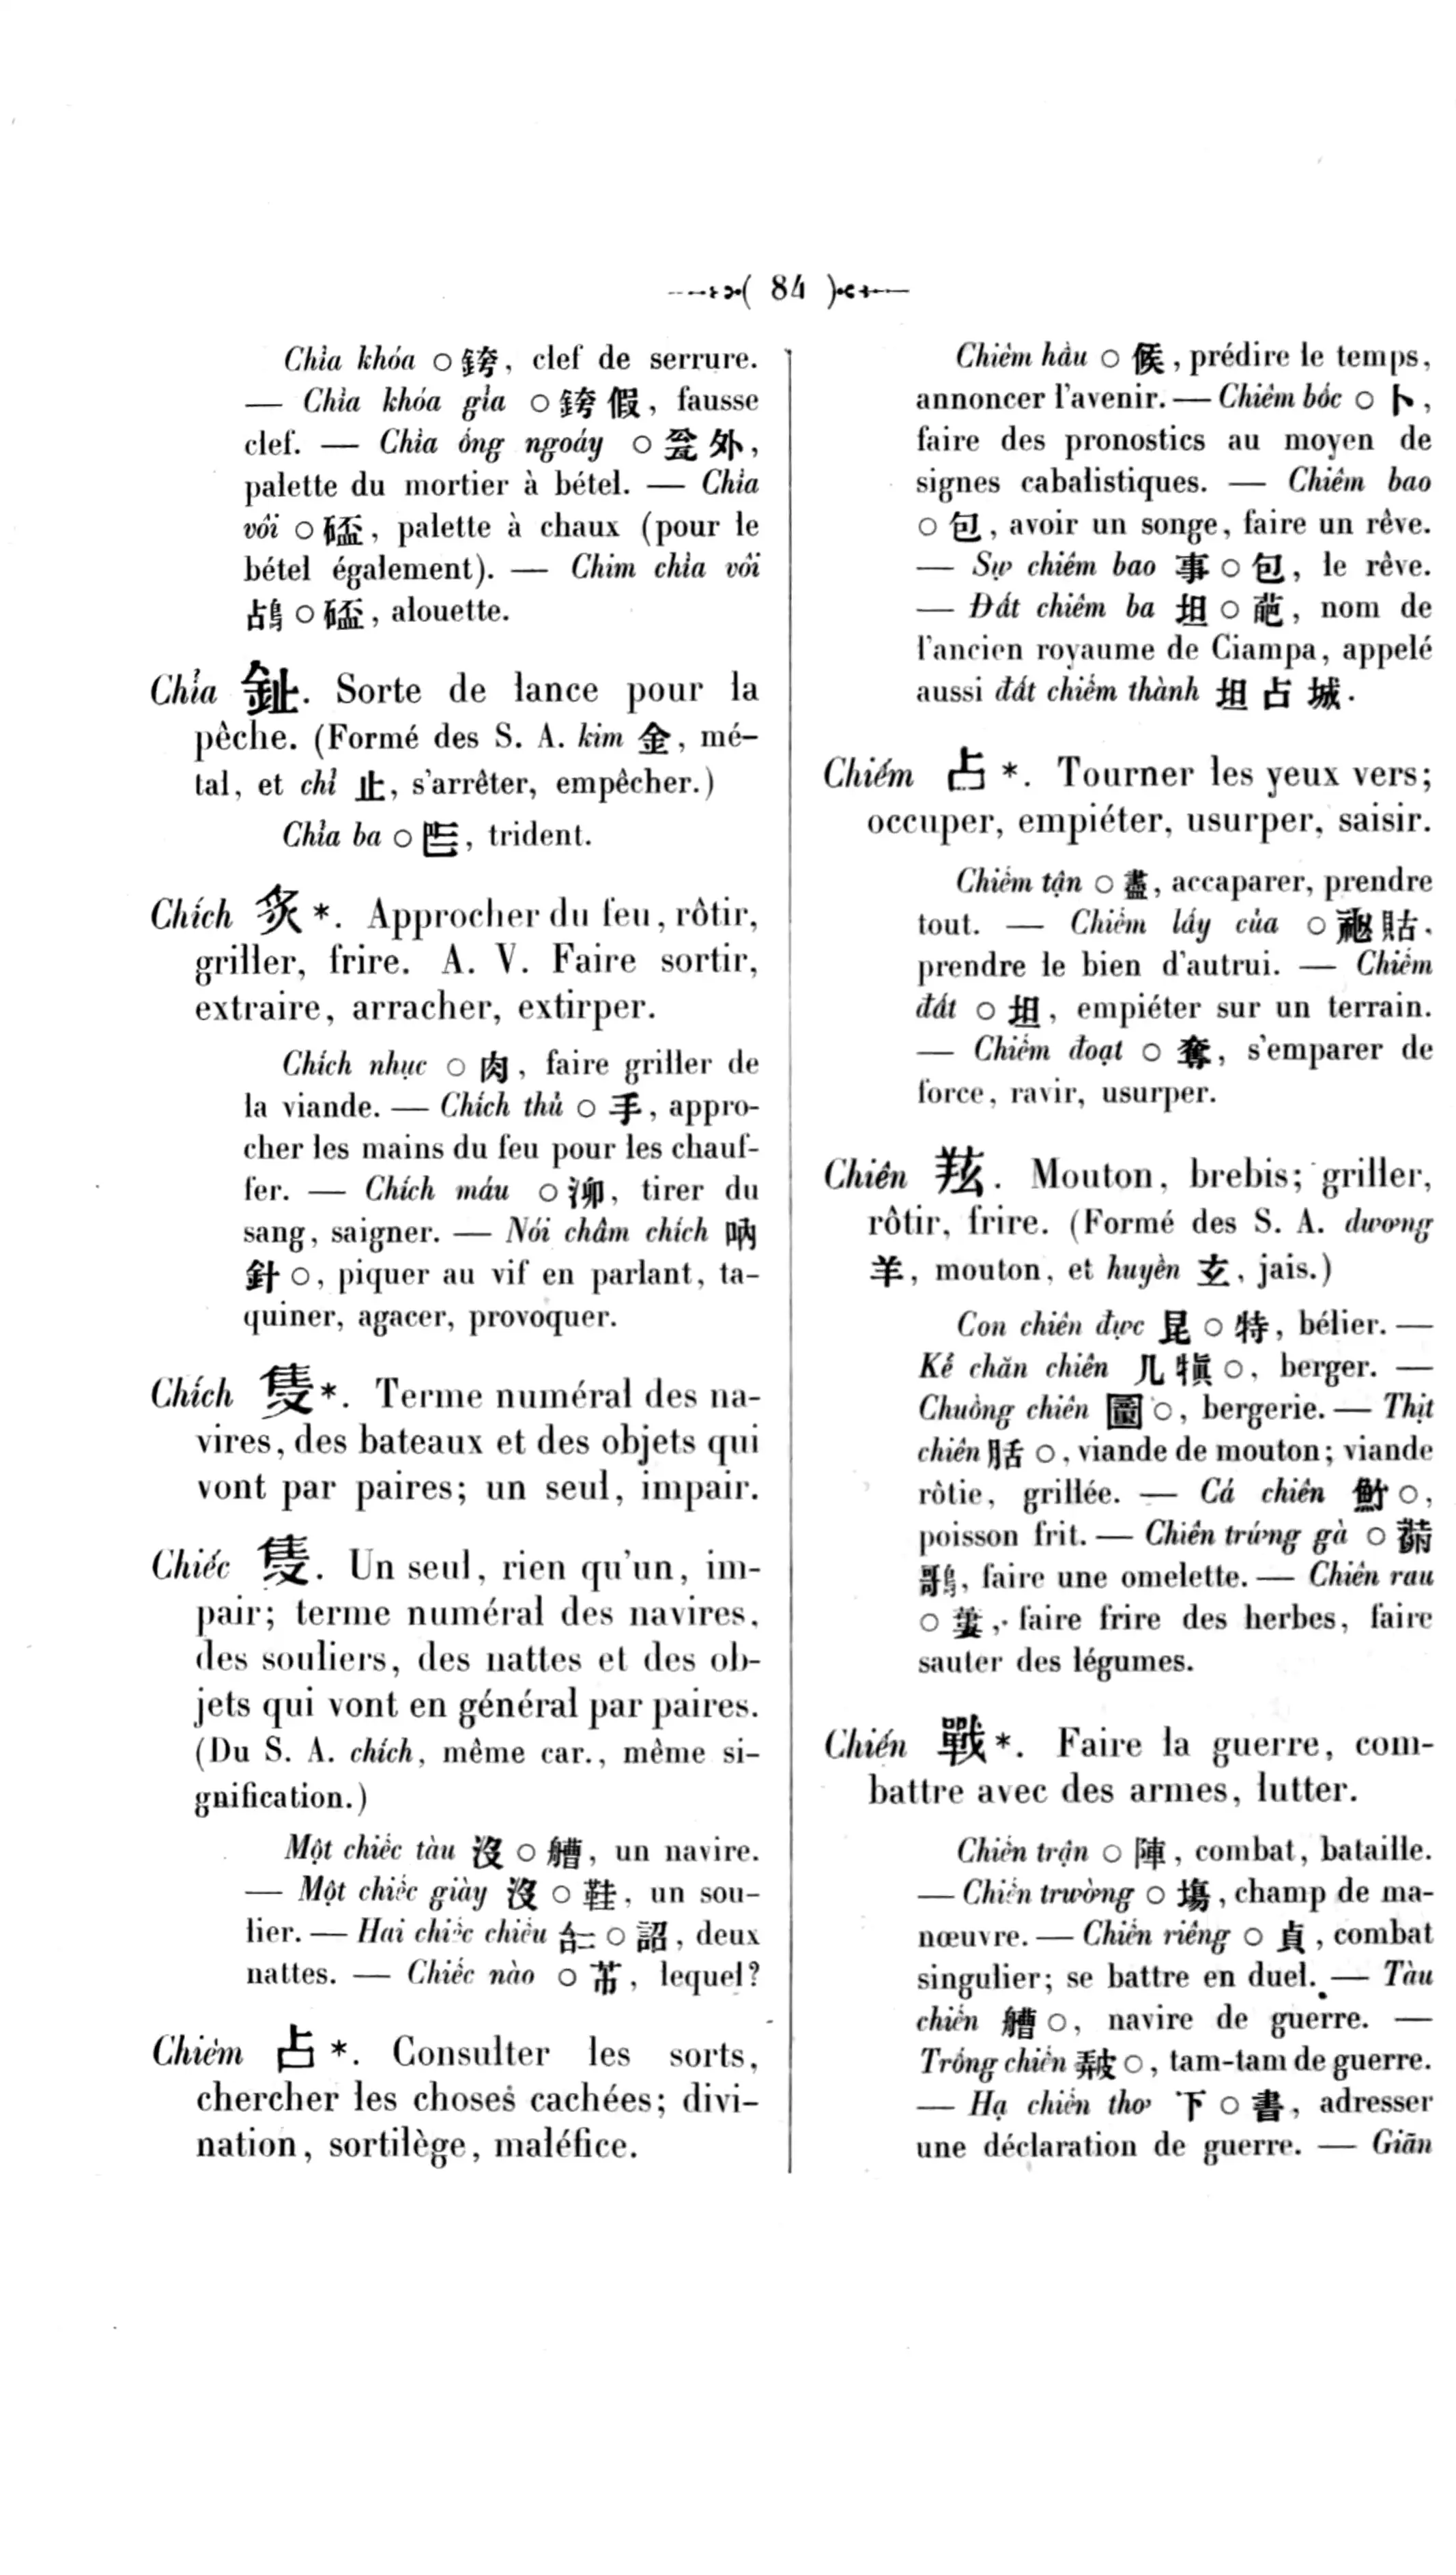 ( 84 )
Chìa khóa ○ 銙, clef de serrure.
— Chìa khóa giả ○ 銙 假, fausse
clef. — Chìa ống ngoáy ○ 瓮 外,
palette du mortier à bétel. — Chìa
vôi ○, palette à chaux (pour le
bétel également). — Chim chìa vôi
○, alouette.
Chỉa 𨧀. Sorte de lance pour la
pêche. (Formé des S. A. kim 金, mé-
tal, et chỉ 止, s'arrêter, empêcher.)
Chỉa ba ○, trident.
Chích 炙 *. Approcher du feu, rôtir,
griller, frire. A. V. Faire sortir,
extraire, arracher, extirper.
Chích nhục ○ 肉, faire griller de
la viande. — Chích thủ ○ 手, appro-
cher les mains du feu pour les chauf-
fer. — Chích máu ○ 泖, tirer du
sang, saigner. — Nói châm chích 吶
針 ○, piquer au vif en parlant, ta-
quiner, agacer, provoquer.
Chích 隻 *. Terme numéral des na-
vires, des bateaux et des objets qui
vont par paires; un seul, impair.
Chiếc 隻. Un seul, rien qu'un, im-
pair; terme numéral des navires,
des souliers, des nattes et des ob-
jets qui vont en général par paires.
(Du S. A. chích, même car., même si-
gnification.)
Một chiếc tàu 沒 ○ 艚, un navire.
— Một chiếc giày 沒 ○ 鞋, un sou-
lier. — Hai chiếc chiếu ○ 詔, deux
nattes. — Chiếc nào ○ 芇, lequel?
Chiêm 占 *. Consulter les sorts,
chercher les choses cachées; divi-
nation, sortilège, maléfice.
Chiêm hầu ○ 候, prédire le temps,
annoncer l'avenir. — Chiêm bốc ○ 卜,
faire des pronostics au moyen de
signes cabalistiques. — Chiêm bao
○ 包, avoir un songe, faire un rêve.
— Sự chiêm bao 事 ○ 包, le rêve.
— Đất chiêm ba 坦 ○ 葩, nom de
l'ancien royaume de Ciampa, appelé
aussi đất chiêm thành 坦 占 城.
Chiếm 占 *. Tourner les yeux vers;
occuper, empiéter, usurper, saisir.
Chiếm tận ○ 盡, accaparer, prendre
tout. — Chiếm lấy của ○,
prendre le bien d'autrui. — Chiếm
đất ○ 坦, empiéter sur un terrain.
— Chiếm đoạt ○ 奪, s'emparer de
force, ravir, usurper.
Chiên 羨. Mouton, brebis; griller,
rôtir, frire. (Formé des S. A. dương
羊, mouton, et huyền 玄, jais.)
Con chiên đực 昆 ○ 特, bélier. —
Kẻ chăn chiên 几 ○, berger. —
Chuồng chiên ○, bergerie. — Thịt
chiên ○, viande de mouton; viande
rôtie, grillée. — Cá chiên ○,
poisson frit. — Chiên trứng gà ○
, faire une omelette. — Chiên rau
○ 蔞, faire frire des herbes, faire
sauter des légumes.
Chiến 戰 *. Faire la guerre, com-
battre avec des armes, lutter.
Chiến trận ○ 陣, combat, bataille.
— Chiến trường ○ 塲, champ de ma-
nœuvre. — Chiến riêng ○ 貞, combat
singulier; se battre en duel. — Tàu
chiến 艚 ○, navire de guerre. —
Trống chiến ○, tam-tam de guerre.
— Hạ chiến thơ 下 ○ 書, adresser
une déclaration de guerre. — Giãn